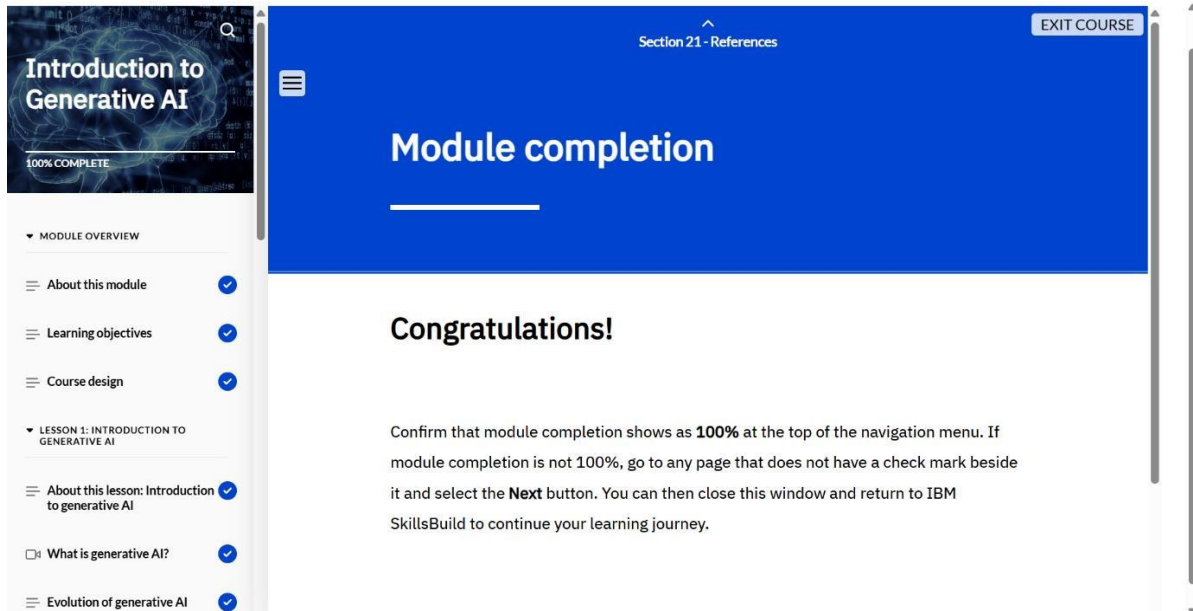 Introduction to
Generative AI
100% COMPLETE
MODULE OVERVIEW
About this module
Learning objectives
Course design
LESSON 1: INTRODUCTION TO
GENERATIVE AI
About this lesson: Introduction
to generative AI
What is generative AI?
Evolution of generative AI
Section 21 - References
EXIT COURSE
Module completion
Congratulations!
Confirm that module completion shows as 100% at the top of the navigation menu. If
module completion is not 100%, go to any page that does not have a check mark beside
it and select the Next button. You can then close this window and return to IBM
SkillsBuild to continue your learning journey.